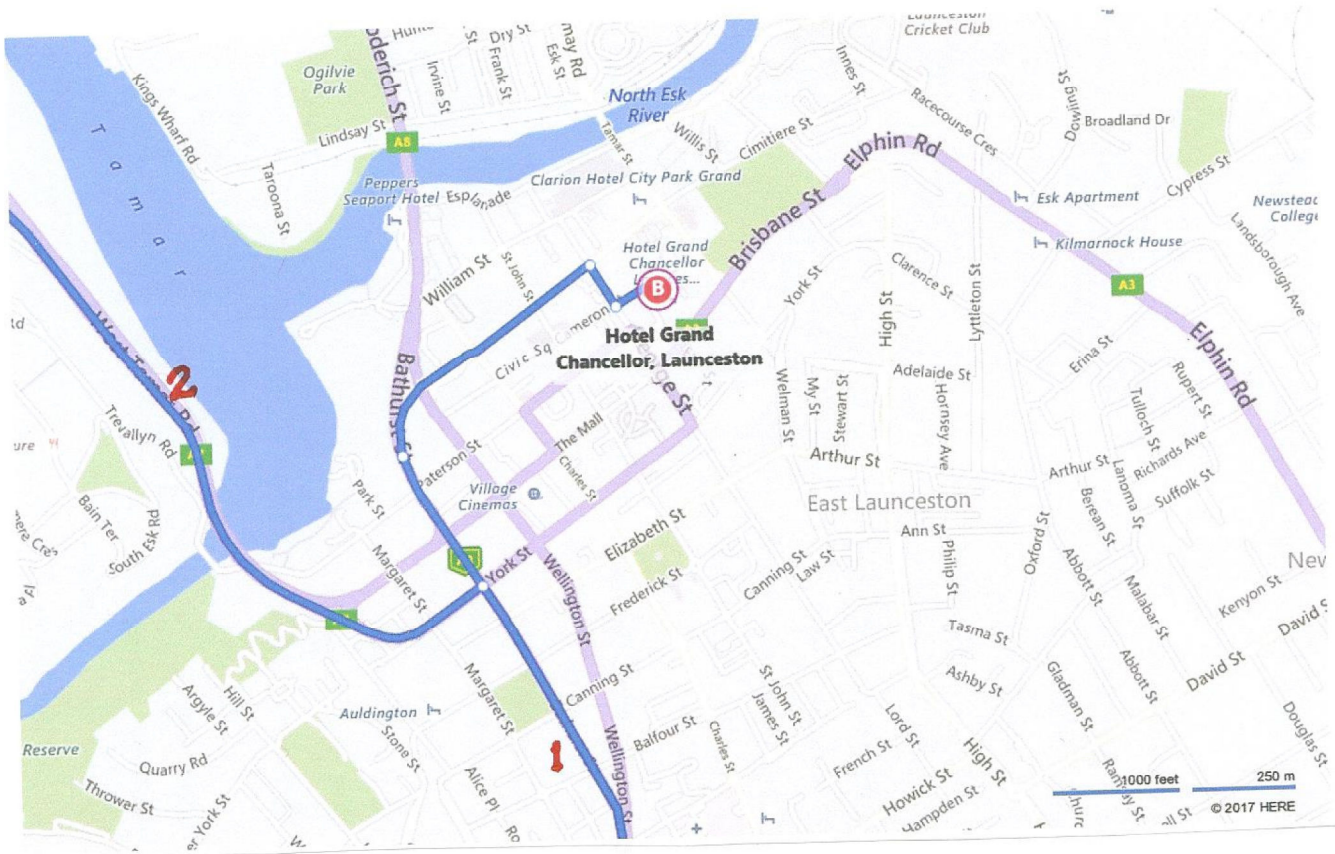 Launceston
Cricket Club
Dry St
Frank St
Esk St
Irvine St
Ogilvie
Park
Kings Wharf Rd
Lindsay St
A8
North Esk
River
Tamar St
Willis St
Cimitiere St
Innes St
Racecourse Cres
Dowling St
Broadland Dr
Cypress St
Elphin Rd
Tamar
Taroona St
Peppers
Seaport Hotel
Esplanade
Clarion Hotel City Park Grand
Esk Apartment
Kilmarnock House
Newstead
College
Landsborough Ave
Brisbane St
Hotel Grand
Chancellor
B
William St
St John St
Cameron
Civic Sq
Hotel Grand
Chancellor, Launceston
York St
Clarence St
High St
Lyttleton St
A3
Elphin Rd
Erina St
Adelaide St
Rupert St
Tulloch St
Richards Ave
Suffolk St
Lanoma St
Berean St
Arthur St
Welman St
My St
Stewart St
Hornsey Ave
Arthur St
East Launceston
Ann St
Philip St
Oxford St
2
Trevallyn Rd
Bain Ter
South Esk Rd
Bathurst St
Paterson St
The Mall
Charles St
Village
Cinemas
Park St
Margaret St
York St
Wellington St
Elizabeth St
Frederick St
Canning St
Law St
Abbott St
Malabar St
Kenyon St
David St
Tasma St
Ashby St
Gladman St
Abbott St
David St
Douglas St
Argyle St
Hill St
Auldington
Margaret St
Stone St
Canning St
1
Balfour St
Charles St
St John St
James St
Lord St
French St
High St
Howick St
Hampden St
Reserve
Quarry Rd
Thrower St
Alice Pl
Wellington St
1000 feet
250 m
© 2017 HERE